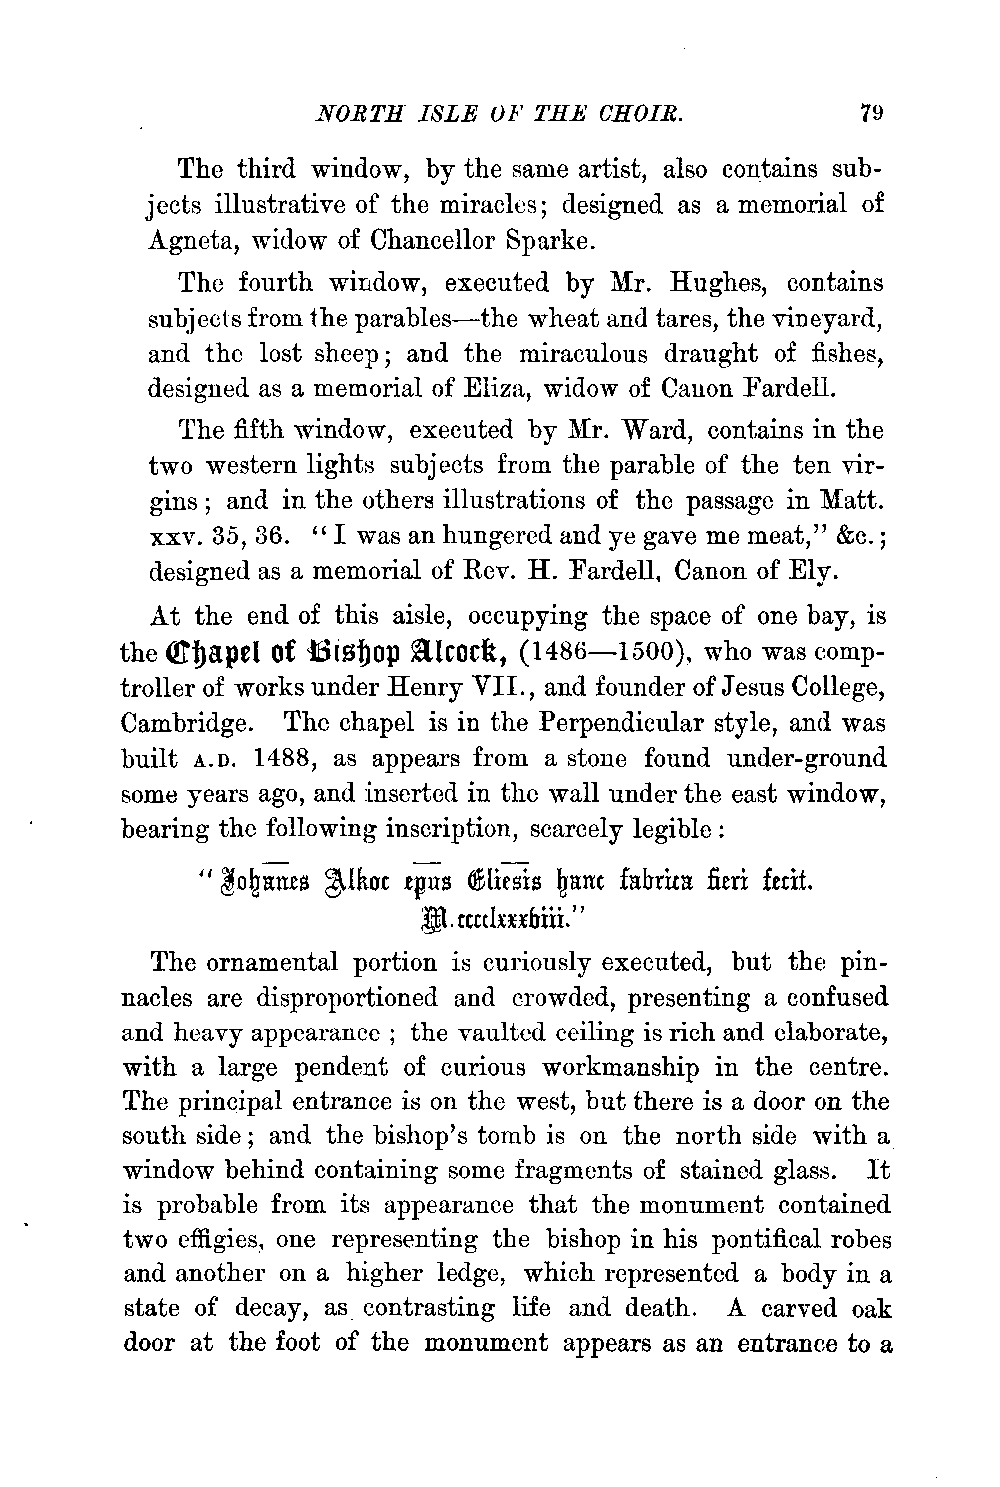 NORTH ISLE OF THE CHOIR. 79
The third window, by the same artist, also contains sub-
jects illustrative of the miracles; designed as a memorial of
Agneta, widow of Chancellor Sparke.
The fourth window, executed by Mr. Hughes, contains
subjects from the parables—the wheat and tares, the vineyard,
and the lost sheep; and the miraculous draught of fishes,
designed as a memorial of Eliza, widow of Canon Fardell.
The fifth window, executed by Mr. Ward, contains in the
two western lights subjects from the parable of the ten vir-
gins; and in the others illustrations of the passage in Matt.
xxv. 35, 36. "I was an hungered and ye gave me meat," &c.;
designed as a memorial of Rev. H. Fardell, Canon of Ely.
At the end of this aisle, occupying the space of one bay, is
the Chapel of Bishop Alcock, (1486—1500), who was comp-
troller of works under Henry VII., and founder of Jesus College,
Cambridge. The chapel is in the Perpendicular style, and was
built A.D. 1488, as appears from a stone found under-ground
some years ago, and inserted in the wall under the east window,
bearing the following inscription, scarcely legible:
"Joha̅n̅es Alkoc e̅p̅us Elie̅s̅is hanc fabrica fieri fecit.
M.cccclxxxviii."
The ornamental portion is curiously executed, but the pin-
nacles are disproportioned and crowded, presenting a confused
and heavy appearance; the vaulted ceiling is rich and elaborate,
with a large pendent of curious workmanship in the centre.
The principal entrance is on the west, but there is a door on the
south side; and the bishop's tomb is on the north side with a
window behind containing some fragments of stained glass. It
is probable from its appearance that the monument contained
two effigies, one representing the bishop in his pontifical robes
and another on a higher ledge, which represented a body in a
state of decay, as contrasting life and death. A carved oak
door at the foot of the monument appears as an entrance to a